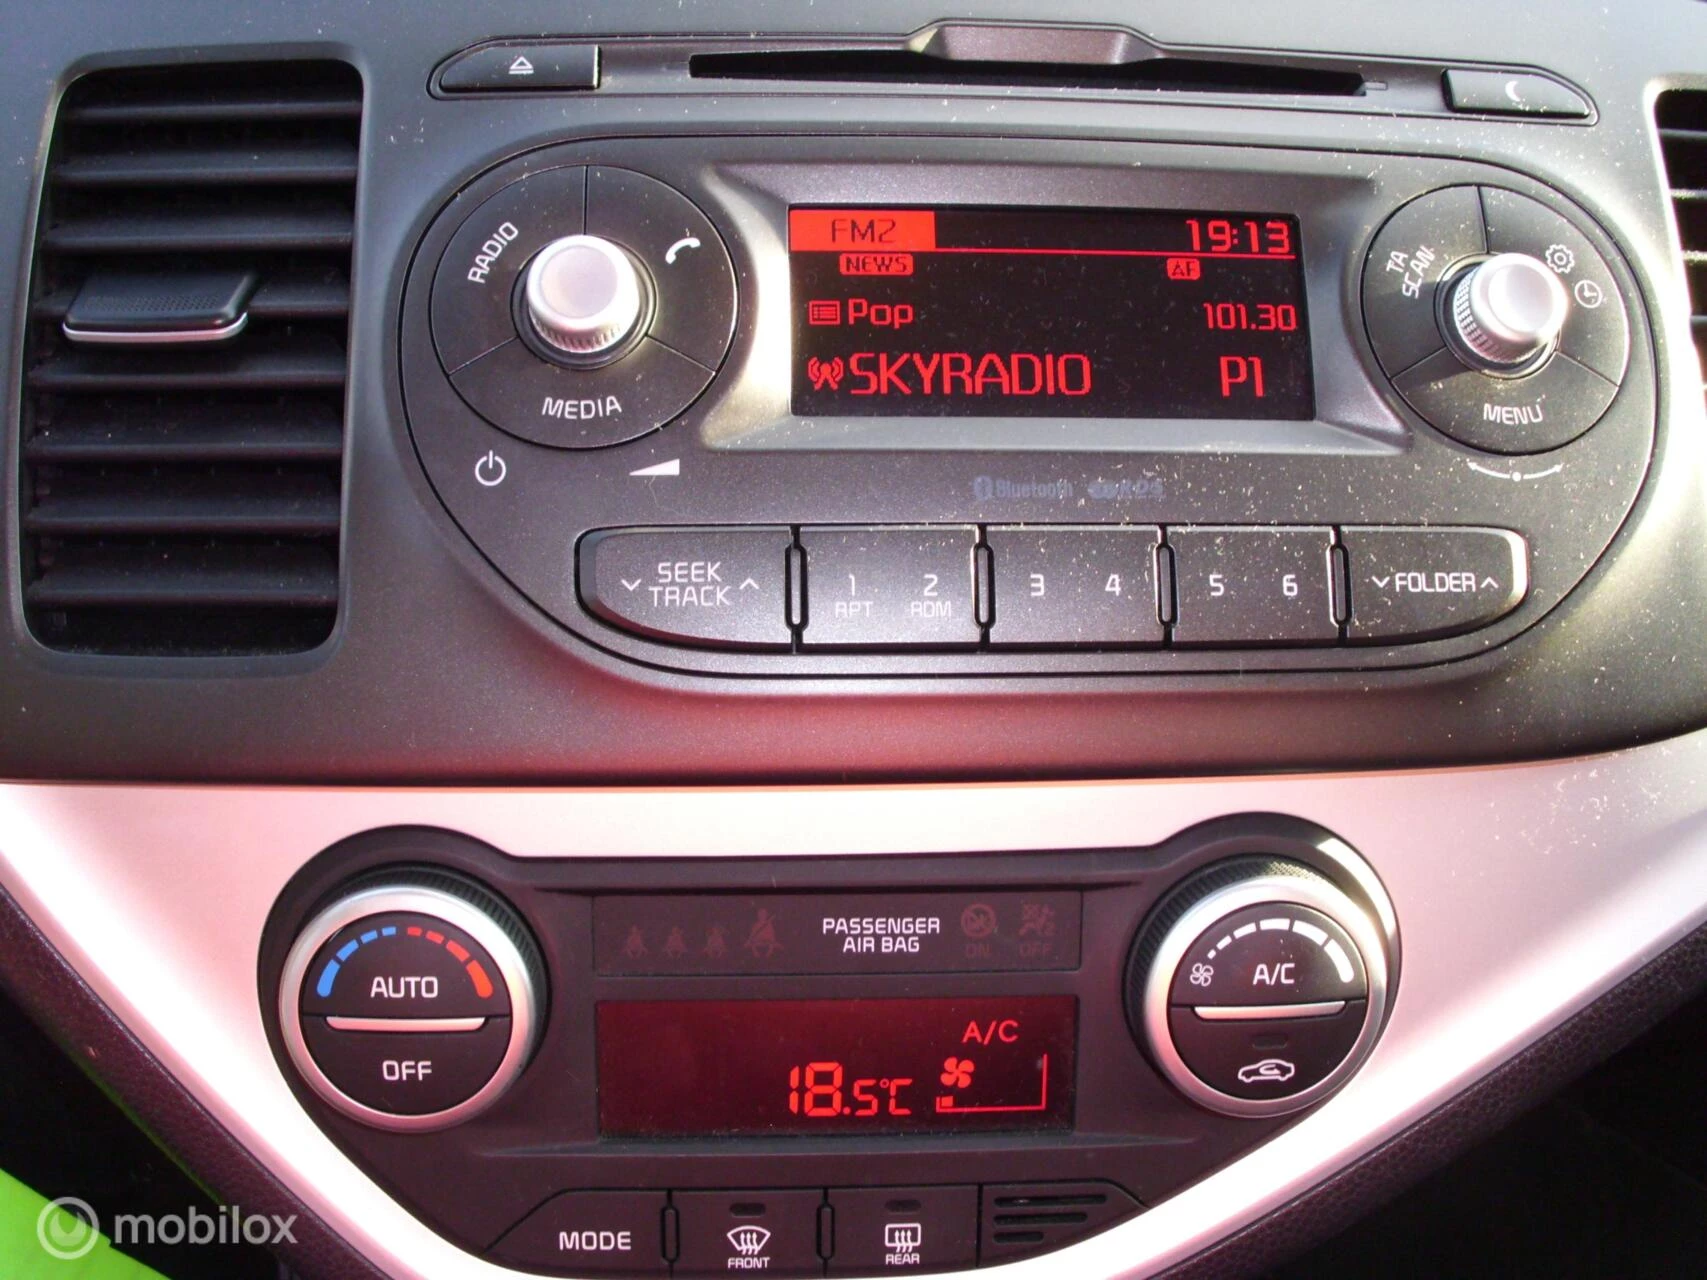 FM2 19:13
NEWS AF
Pop 101.30
SKYRADIO P1
RADIO
MEDIA
TA
SCAN
MENU
Bluetooth RDS
SEEK
TRACK
1
RPT
2
RDM
3 4
5 6
FOLDER
PASSENGER
AIR BAG
ON OFF
AUTO
OFF
A/C
A/C
18.5°C
MODE
FRONT
REAR
mobilox